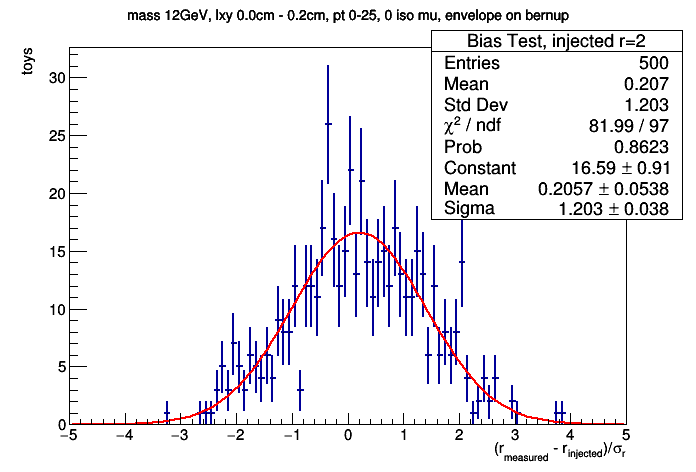 mass 12GeV, lxy 0.0cm - 0.2cm, pt 0-25, 0 iso mu, envelope on bernup
toys
Bias Test, injected r=2
Entries 500
Mean 0.207
Std Dev 1.203
χ² / ndf 81.99 / 97
Prob 0.8623
Constant 16.59 ± 0.91
Mean 0.2057 ± 0.0538
Sigma 1.203 ± 0.038
30
25
20
15
10
5
0
−5 −4 −3 −2 −1 0 1 2 3 4 5
(r_measured - r_injected)/σ_r